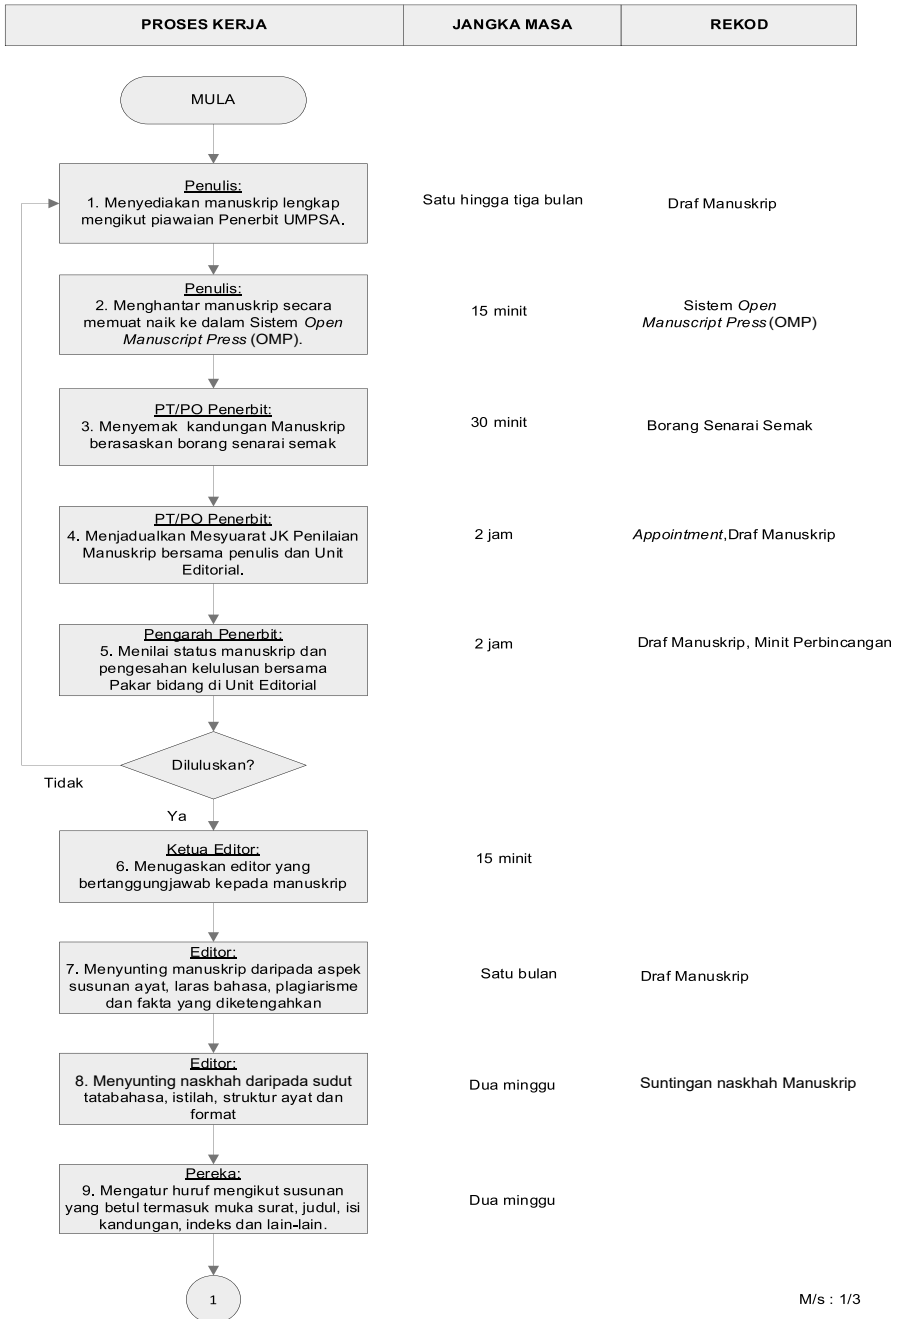 PROSES KERJA
JANGKA MASA
REKOD
MULA
Penulis:
1. Menyediakan manuskrip lengkap
mengikut piawaian Penerbit UMPSA.
Satu hingga tiga bulan
Draf Manuskrip
Penulis:
2. Menghantar manuskrip secara
memuat naik ke dalam Sistem Open
Manuscript Press (OMP).
15 minit
Sistem Open
Manuscript Press (OMP)
PT/PO Penerbit:
3. Menyemak kandungan Manuskrip
berasaskan borang senarai semak
30 minit
Borang Senarai Semak
PT/PO Penerbit:
4. Menjadualkan Mesyuarat JK Penilaian
Manuskrip bersama penulis dan Unit
Editorial.
2 jam
Appointment,Draf Manuskrip
Pengarah Penerbit:
5. Menilai status manuskrip dan
pengesahan kelulusan bersama
Pakar bidang di Unit Editorial
2 jam
Draf Manuskrip, Minit Perbincangan
Diluluskan?
Tidak
Ya
Ketua Editor:
6. Menugaskan editor yang
bertanggungjawab kepada manuskrip
15 minit
Editor:
7. Menyunting manuskrip daripada aspek
susunan ayat, laras bahasa, plagiarisme
dan fakta yang diketengahkan
Satu bulan
Draf Manuskrip
Editor:
8. Menyunting naskhah daripada sudut
tatabahasa, istilah, struktur ayat dan
format
Dua minggu
Suntingan naskhah Manuskrip
Pereka:
9. Mengatur huruf mengikut susunan
yang betul termasuk muka surat, judul, isi
kandungan, indeks dan lain-lain.
Dua minggu
1
M/s : 1/3